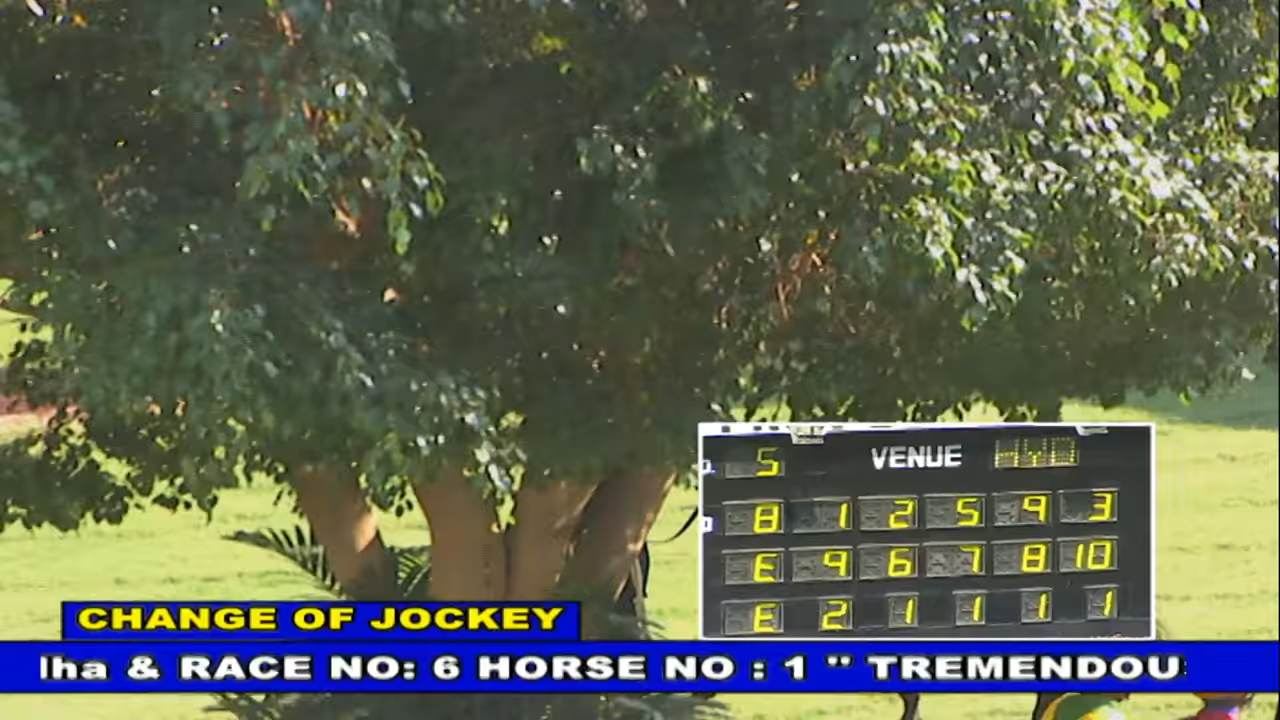 5 VENUE HYD
8 1 2 5 9 3
E 9 6 7 8 10
E 2 1 1 1 1
CHANGE OF JOCKEY
lha & RACE NO: 6 HORSE NO : 1 " TREMENDOU